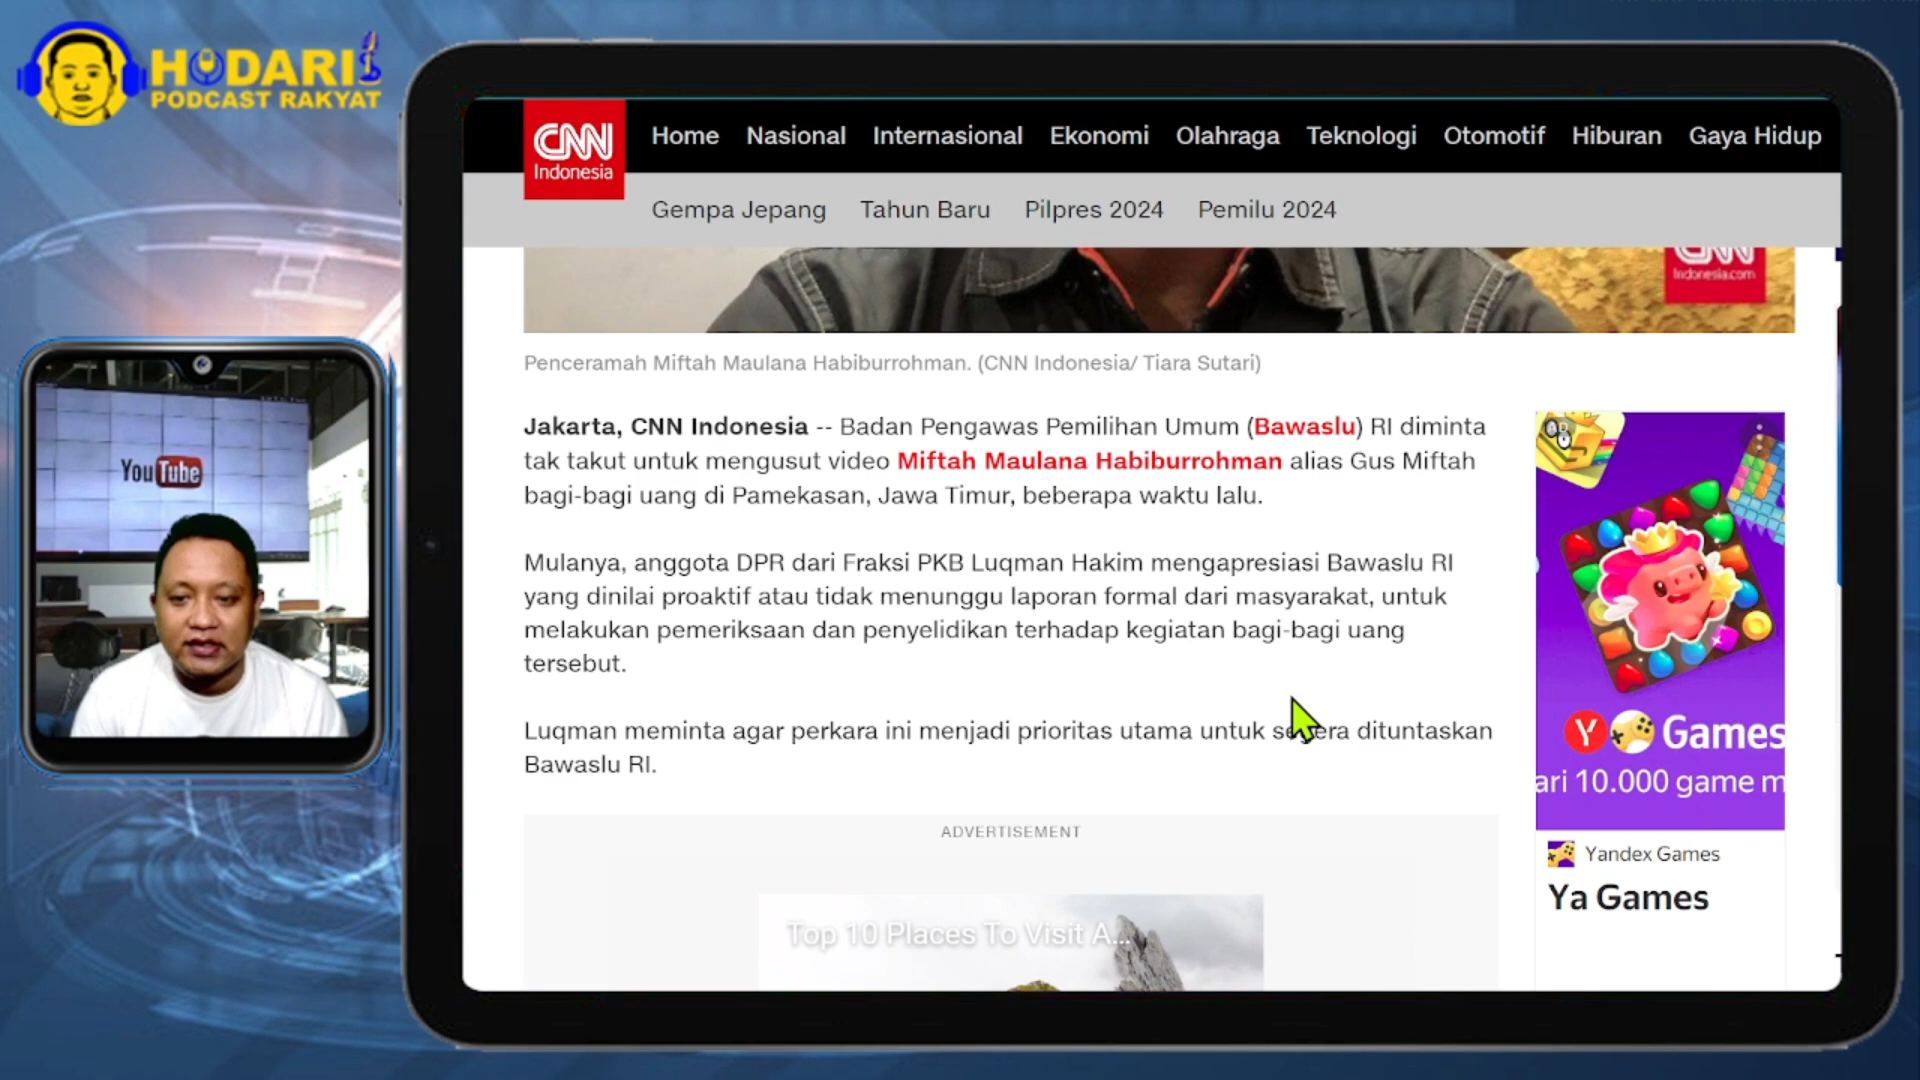 HODARI
PODCAST RAKYAT
CNN
Indonesia
Home Nasional Internasional Ekonomi Olahraga Teknologi Otomotif Hiburan Gaya Hidup
Gempa Jepang Tahun Baru Pilpres 2024 Pemilu 2024
CNN
Indonesia.com
Penceramah Miftah Maulana Habiburrohman. (CNN Indonesia/ Tiara Sutari)
Jakarta, CNN Indonesia -- Badan Pengawas Pemilihan Umum (Bawaslu) RI diminta
tak takut untuk mengusut video Miftah Maulana Habiburrohman alias Gus Miftah
bagi-bagi uang di Pamekasan, Jawa Timur, beberapa waktu lalu.
Mulanya, anggota DPR dari Fraksi PKB Luqman Hakim mengapresiasi Bawaslu RI
yang dinilai proaktif atau tidak menunggu laporan formal dari masyarakat, untuk
melakukan pemeriksaan dan penyelidikan terhadap kegiatan bagi-bagi uang
tersebut.
Luqman meminta agar perkara ini menjadi prioritas utama untuk segera dituntaskan
Bawaslu RI.
ADVERTISEMENT
Top 10 Places To Visit A...
YouTube
Y Games
ari 10.000 game m
Yandex Games
Ya Games